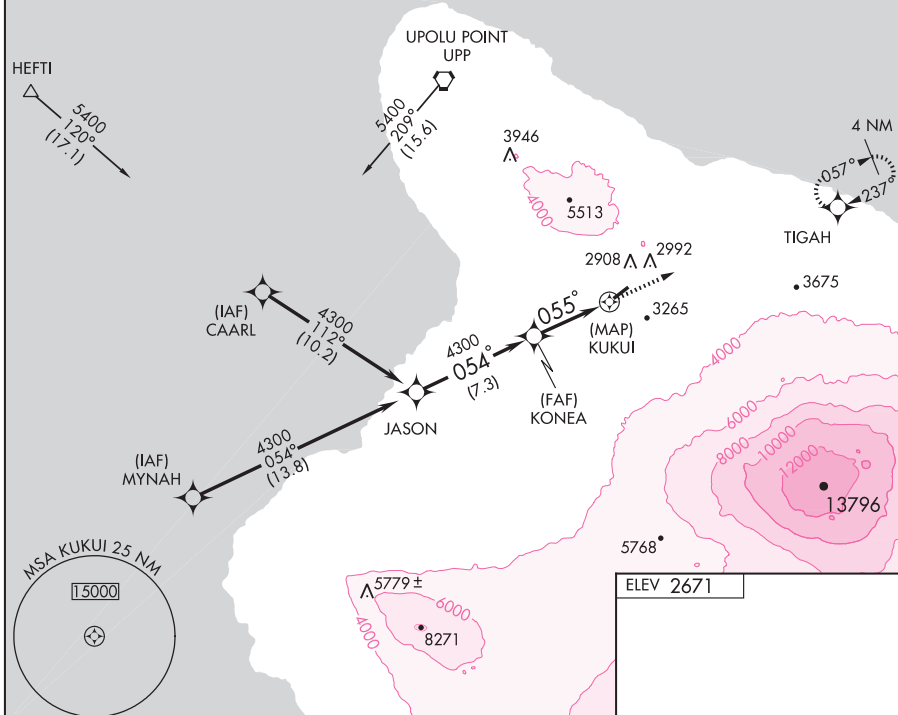 UPOLU POINT
UPP
HEFTI
5400
120°
(17.1)
5400
209°
(15.6)
3946
4000
5513
4 NM
057°
237°
TIGAH
2908
2992
3675
3265
(IAF)
CAARL
4300
112°
(10.2)
4300
054°
(7.3)
055°
(MAP)
KUKUI
(FAF)
KONEA
JASON
(IAF)
MYNAH
4300
054°
(13.8)
4000
6000
8000
10000
12000
13796
5768
MSA KUKUI 25 NM
15000
5779 ±
6000
4000
8271
ELEV 2671